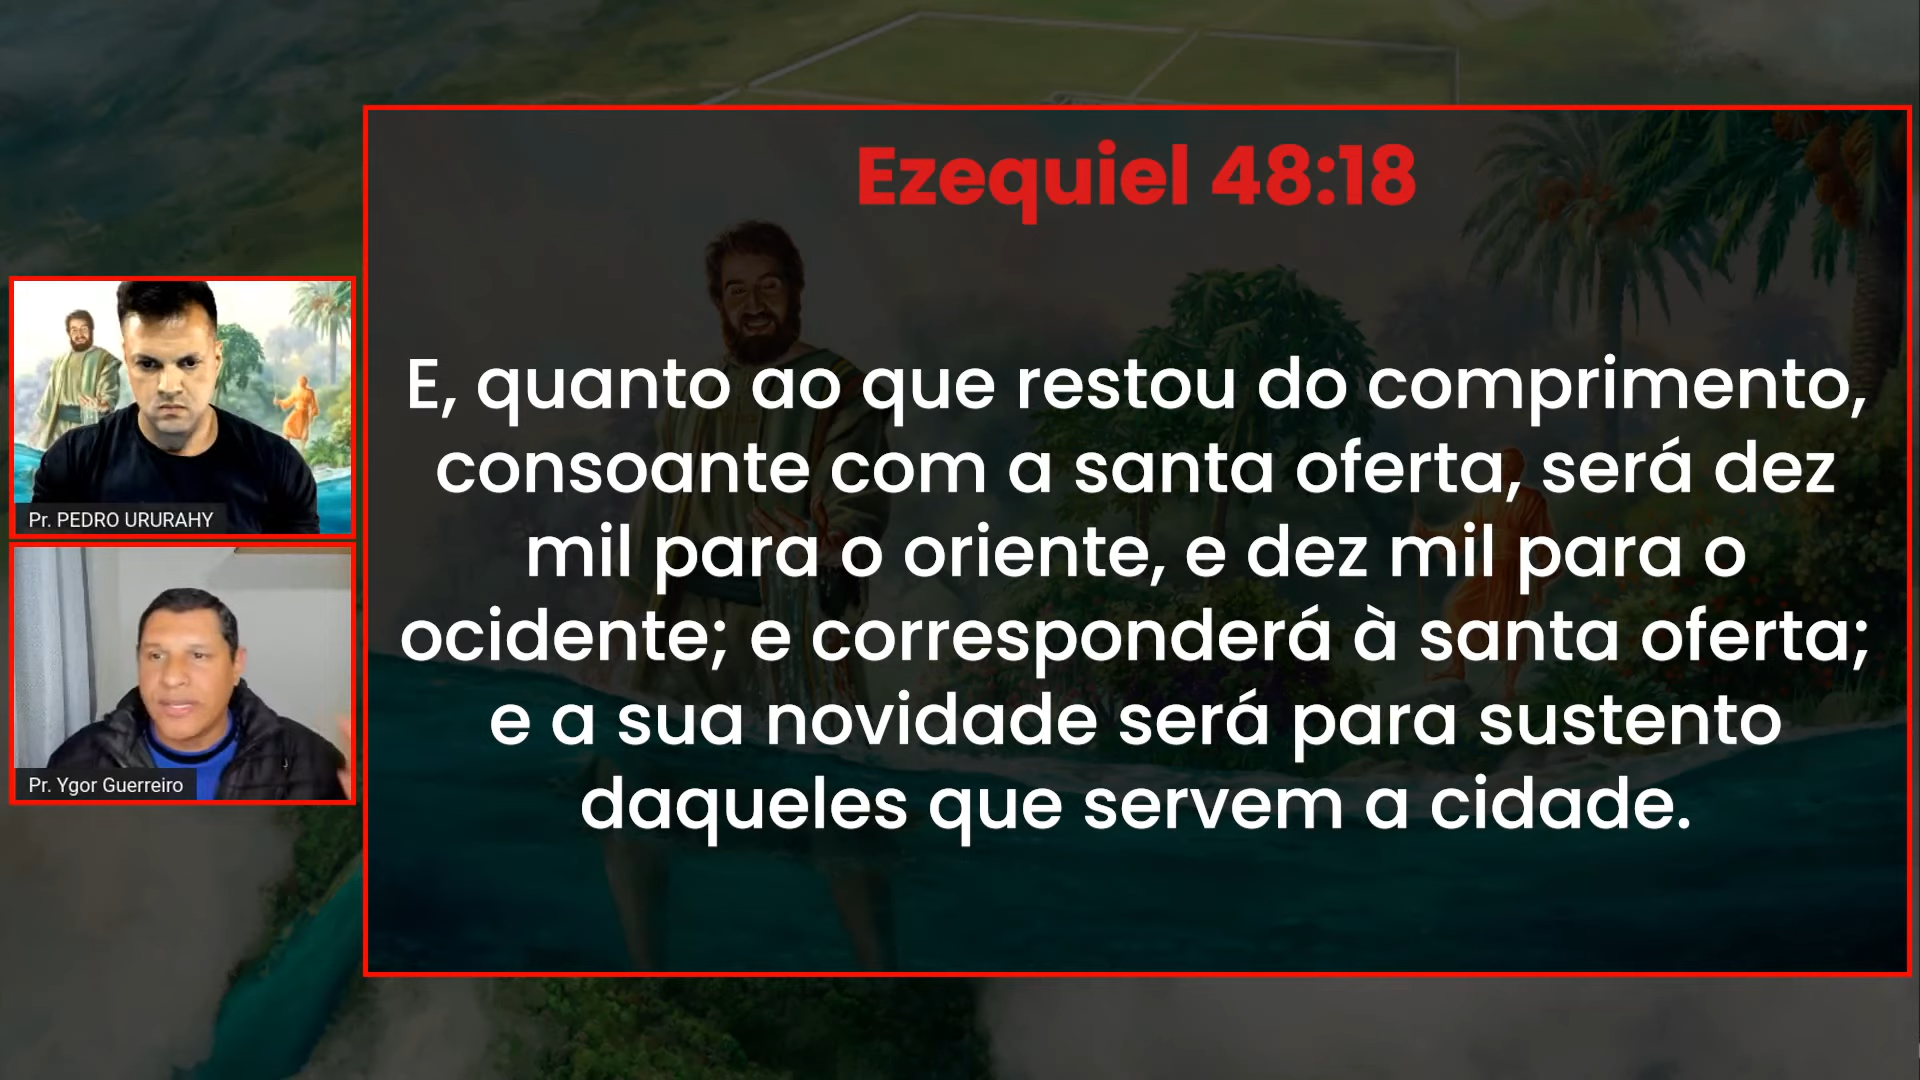 Ezequiel 48:18
E, quanto ao que restou do comprimento,
consoante com a santa oferta, será dez
mil para o oriente, e dez mil para o
ocidente; e corresponderá à santa oferta;
e a sua novidade será para sustento
daqueles que servem a cidade.
Pr. PEDRO URURAHY
Pr. Ygor Guerreiro